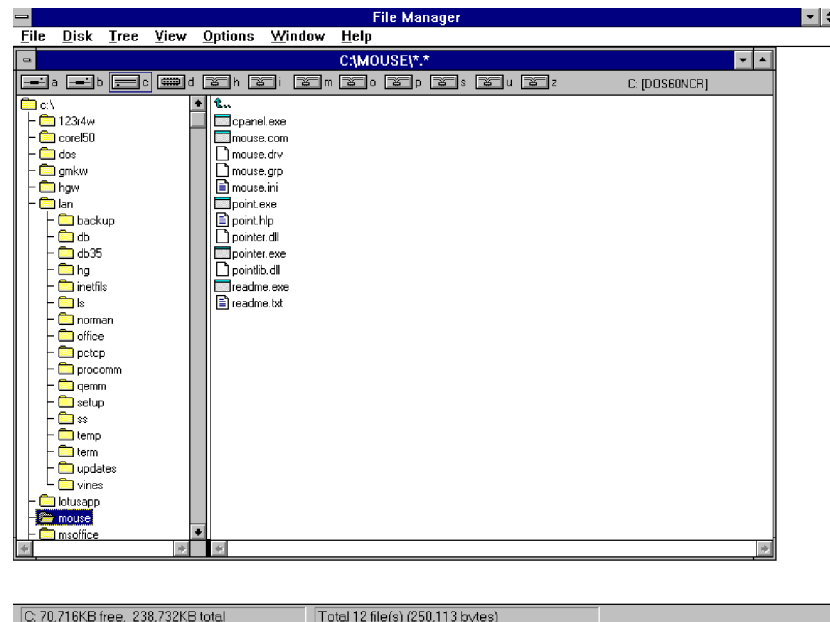 File Manager
File Disk Tree View Options Window Help
C:\MOUSE\*.*
a b c d h i m o p s u z C: [DOS60NCR]
c:\
123r4w
corel50
dos
gmkw
hgw
lan
backup
db
db35
hg
inetfils
ls
norman
office
pctcp
procomm
qemm
setup
ss
temp
term
updates
vines
lotusapp
mouse
msoffice
..
cpanel.exe
mouse.com
mouse.drv
mouse.grp
mouse.ini
point.exe
point.hlp
pointer.dll
pointer.exe
pointlib.dll
readme.exe
readme.txt
C: 70,716KB free, 238,732KB total
Total 12 file(s) (250,113 bytes)